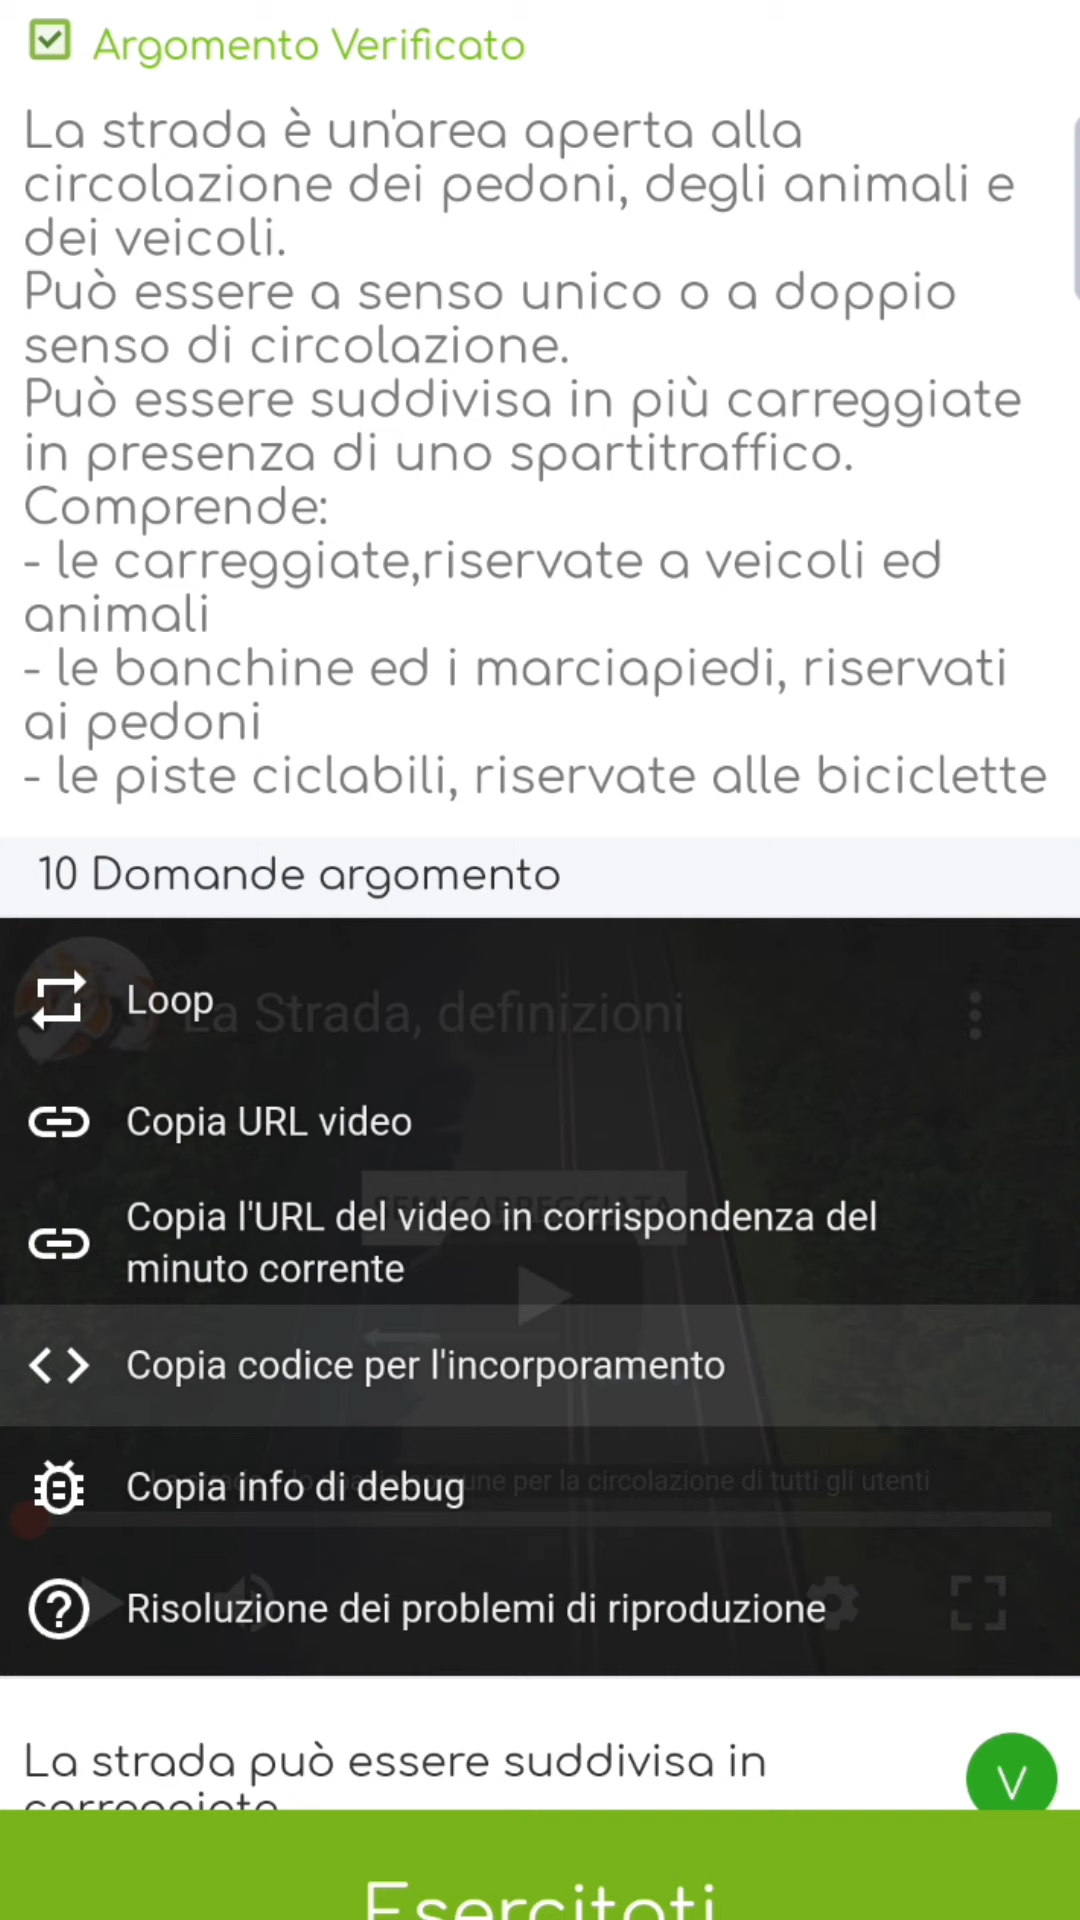 Argomento Verificato
La strada è un'area aperta alla
circolazione dei pedoni, degli animali e
dei veicoli.
Può essere a senso unico o a doppio
senso di circolazione.
Può essere suddivisa in più carreggiate
in presenza di uno spartitraffico.
Comprende:
- le carreggiate,riservate a veicoli ed
animali
- le banchine ed i marciapiedi, riservati
ai pedoni
- le piste ciclabili, riservate alle biciclette
10 Domande argomento
La Strada, definizioni
Loop
Copia URL video
SEMICARREGGIATA
Copia l'URL del video in corrispondenza del
minuto corrente
Copia codice per l'incorporamento
Copia info di debug
per la circolazione di tutti gli utenti
Risoluzione dei problemi di riproduzione
La strada può essere suddivisa in
carreggiate
V
Esercitati